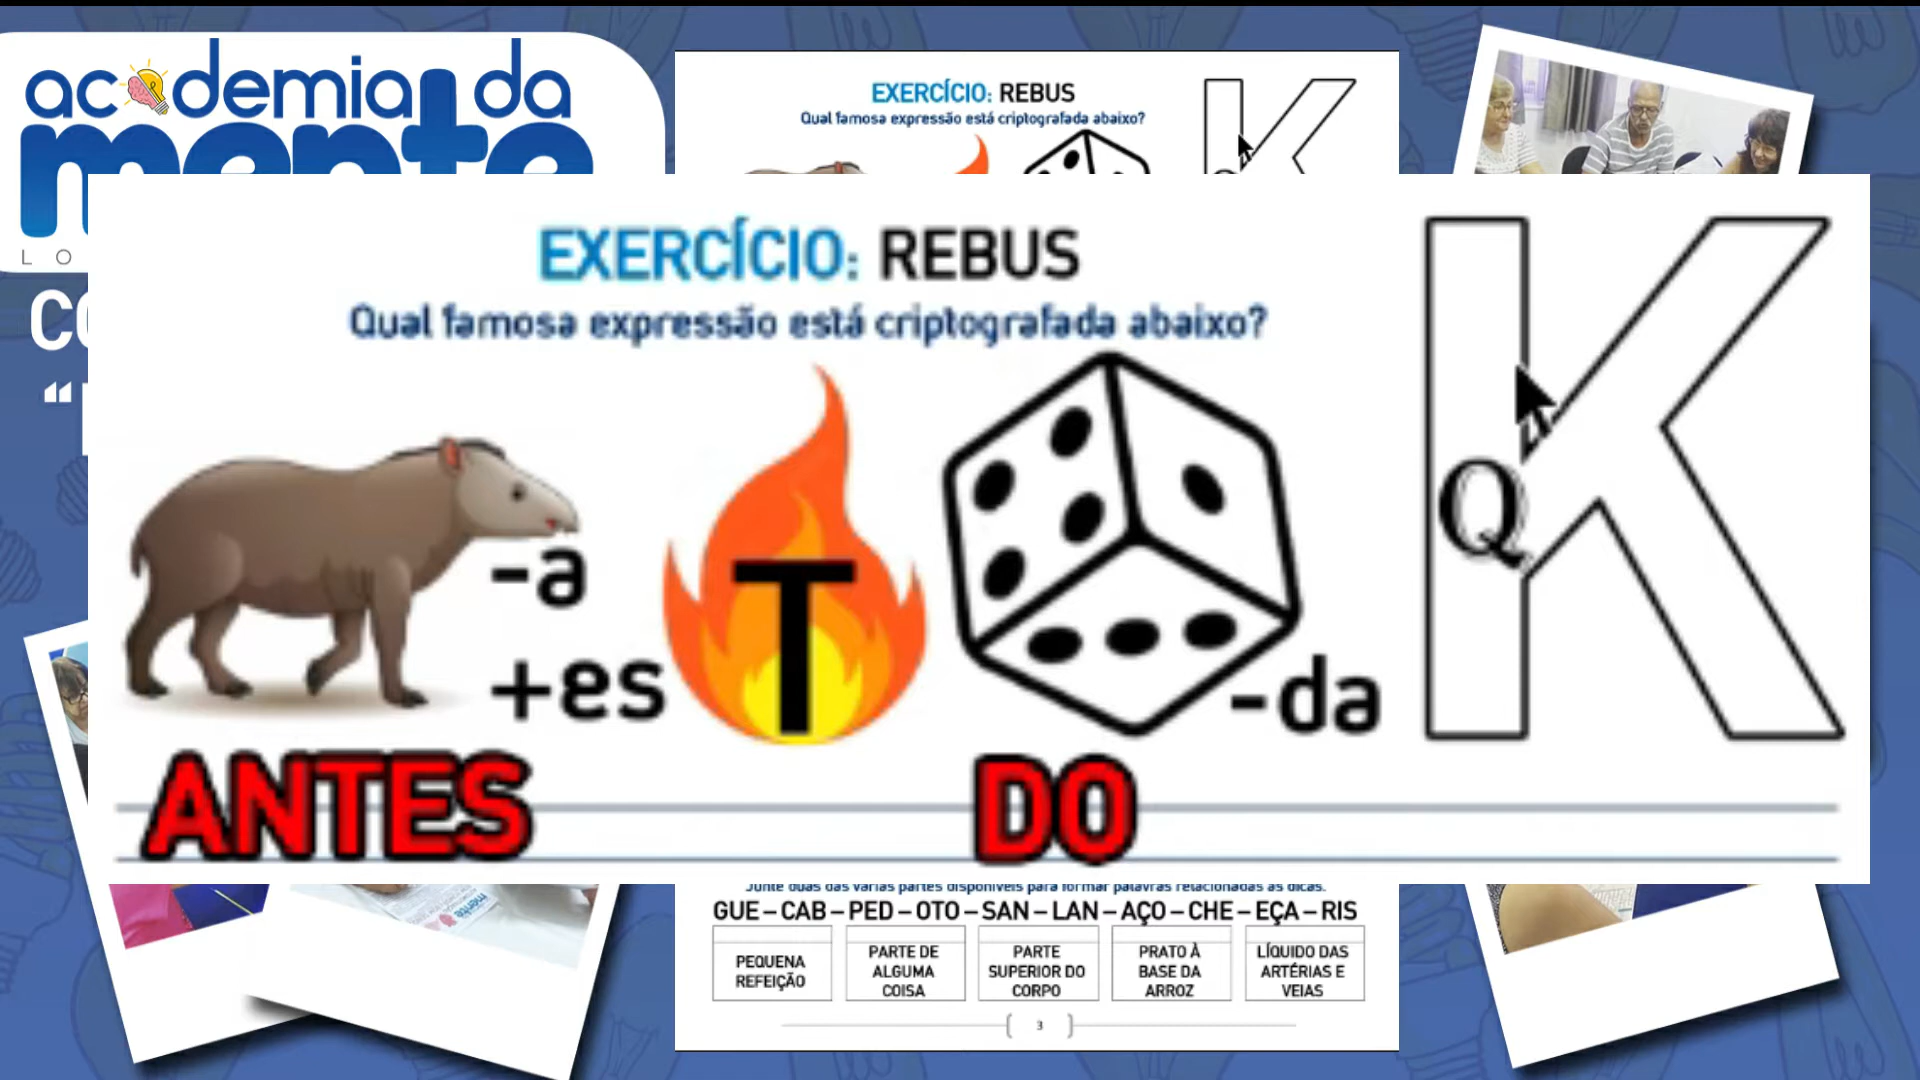 academia da
mente
L O
EXERCÍCIO: REBUS
Qual famosa expressão está criptografada abaixo?
EXERCÍCIO: REBUS
Qual famosa expressão está criptografada abaixo?
-a
+es
T
-da
K
Q
ANTES
DO
Junte duas das várias partes disponíveis para formar palavras relacionadas às dicas.
GUE – CAB – PED – OTO – SAN – LAN – AÇO – CHE – EÇA – RIS
PEQUENA
REFEIÇÃO
PARTE DE
ALGUMA
COISA
PARTE
SUPERIOR DO
CORPO
PRATO À
BASE DA
ARROZ
LÍQUIDO DAS
ARTÉRIAS E
VEIAS
3